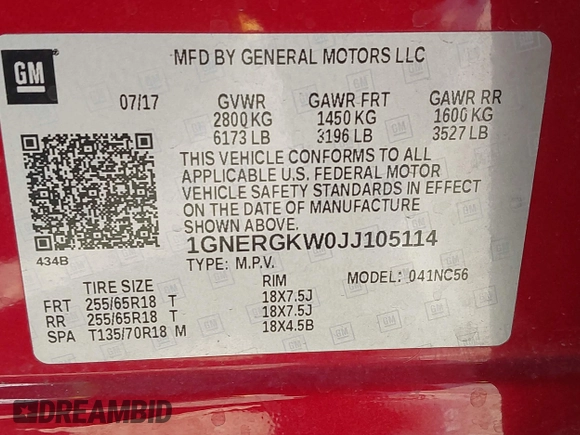 GM
MFD BY GENERAL MOTORS LLC
07/17 GVWR GAWR FRT GAWR RR
2800 KG 1450 KG 1600 KG
6173 LB 3196 LB 3527 LB
THIS VEHICLE CONFORMS TO ALL
APPLICABLE U.S. FEDERAL MOTOR
VEHICLE SAFETY STANDARDS IN EFFECT
ON THE DATE OF MANUFACTURE
SHOWN ABOVE.
434B
1GNERGKW0JJ105114
TYPE: M.P.V. MODEL: 041NC56
TIRE SIZE RIM
FRT 255/65R18 T 18X7.5J
RR 255/65R18 T 18X7.5J
SPA T135/70R18 M 18X4.5B
DREAMBID